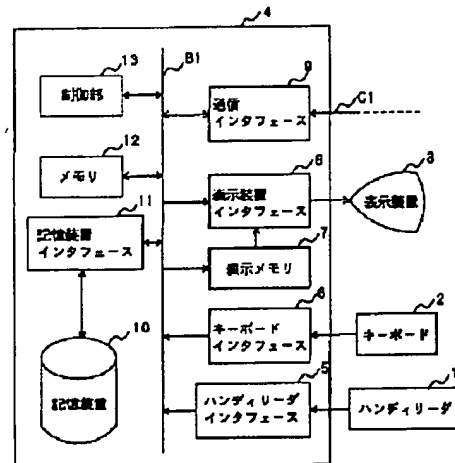 4
13
B1
9
制御部
通信
インタフェース
C1
12
8
3
メモリ
表示装置
インタフェース
表示装置
11
記憶装置
インタフェース
7
表示メモリ
6
2
キーボード
インタフェース
キーボード
10
5
1
記憶装置
ハンディリーダ
インタフェース
ハンディリーダ